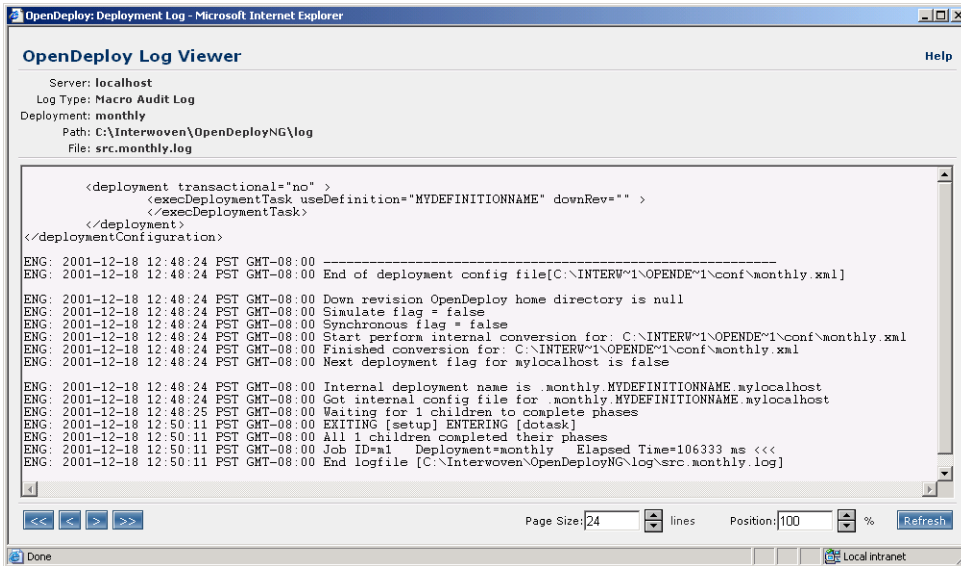 OpenDeploy: Deployment Log - Microsoft Internet Explorer
OpenDeploy Log Viewer
Help
Server: localhost
Log Type: Macro Audit Log
Deployment: monthly
Path: C:\Interwoven\OpenDeployNG\log
File: src.monthly.log
<deployment transactional="no" >
<execDeploymentTask useDefinition="MYDEFINITIONNAME" downRev="" >
</execDeploymentTask>
</deployment>
</deploymentConfiguration>
ENG: 2001-12-18 12:48:24 PST GMT-08:00 ------------------------------------------------------------
ENG: 2001-12-18 12:48:24 PST GMT-08:00 End of deployment config file[C:\INTERW~1\OPENDE~1\conf\monthly.xml]
ENG: 2001-12-18 12:48:24 PST GMT-08:00 Down revision OpenDeploy home directory is null
ENG: 2001-12-18 12:48:24 PST GMT-08:00 Simulate flag = false
ENG: 2001-12-18 12:48:24 PST GMT-08:00 Synchronous flag = false
ENG: 2001-12-18 12:48:24 PST GMT-08:00 Start perform internal conversion for: C:\INTERW~1\OPENDE~1\conf\monthly.xml
ENG: 2001-12-18 12:48:24 PST GMT-08:00 Finished conversion for: C:\INTERW~1\OPENDE~1\conf\monthly.xml
ENG: 2001-12-18 12:48:24 PST GMT-08:00 Next deployment flag for mylocalhost is false
ENG: 2001-12-18 12:48:24 PST GMT-08:00 Internal deployment name is .monthly.MYDEFINITIONNAME.mylocalhost
ENG: 2001-12-18 12:48:24 PST GMT-08:00 Got internal config file for .monthly.MYDEFINITIONNAME.mylocalhost
ENG: 2001-12-18 12:48:25 PST GMT-08:00 Waiting for 1 children to complete phases
ENG: 2001-12-18 12:50:11 PST GMT-08:00 EXITING [setup] ENTERING [dotask]
ENG: 2001-12-18 12:50:11 PST GMT-08:00 All 1 children completed their phases
ENG: 2001-12-18 12:50:11 PST GMT-08:00 Job ID=m1 Deployment=monthly Elapsed Time=106333 ms <<<
ENG: 2001-12-18 12:50:11 PST GMT-08:00 End logfile [C:\Interwoven\OpenDeployNG\log\src.monthly.log]
<< < > >> Page Size: 24 lines Position: 100 % Refresh
Done Local intranet